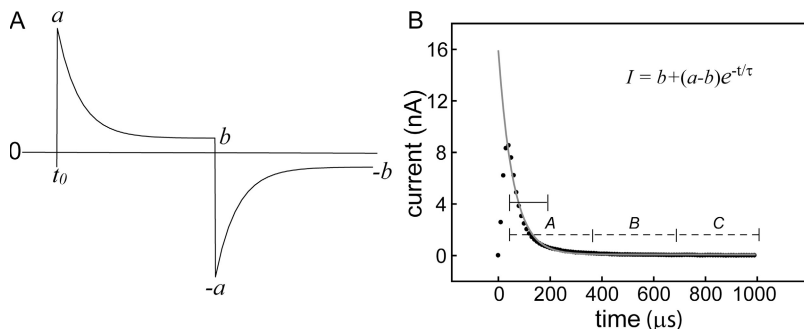 A
a
b
0
t₀
-b
-a
B
I = b+(a-b)e^{-t/τ}
16
12
8
4
0
A B C
0 200 400 600 800 1000
current (nA)
time (μs)